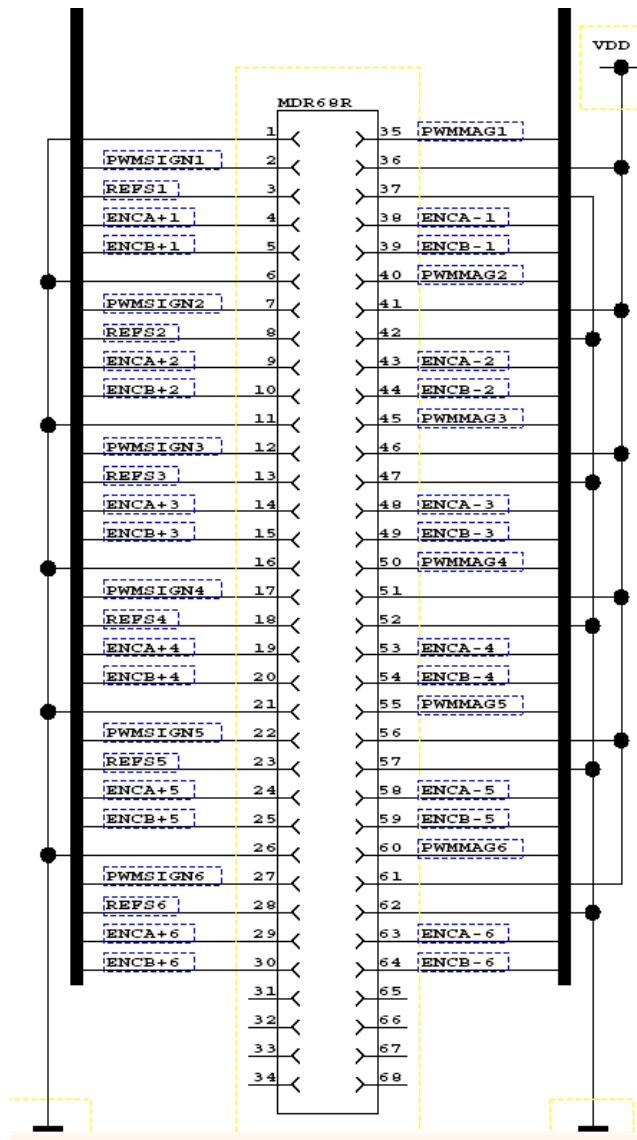 VDD
MDR68R
1 35 PWMMAG1
PWMSIGN1 2 36
REFS1 3 37
ENCA+1 4 38 ENCA-1
ENCB+1 5 39 ENCB-1
6 40 PWMMAG2
PWMSIGN2 7 41
REFS2 8 42
ENCA+2 9 43 ENCA-2
ENCB+2 10 44 ENCB-2
11 45 PWMMAG3
PWMSIGN3 12 46
REFS3 13 47
ENCA+3 14 48 ENCA-3
ENCB+3 15 49 ENCB-3
16 50 PWMMAG4
PWMSIGN4 17 51
REFS4 18 52
ENCA+4 19 53 ENCA-4
ENCB+4 20 54 ENCB-4
21 55 PWMMAG5
PWMSIGN5 22 56
REFS5 23 57
ENCA+5 24 58 ENCA-5
ENCB+5 25 59 ENCB-5
26 60 PWMMAG6
PWMSIGN6 27 61
REFS6 28 62
ENCA+6 29 63 ENCA-6
ENCB+6 30 64 ENCB-6
31 65
32 66
33 67
34 68